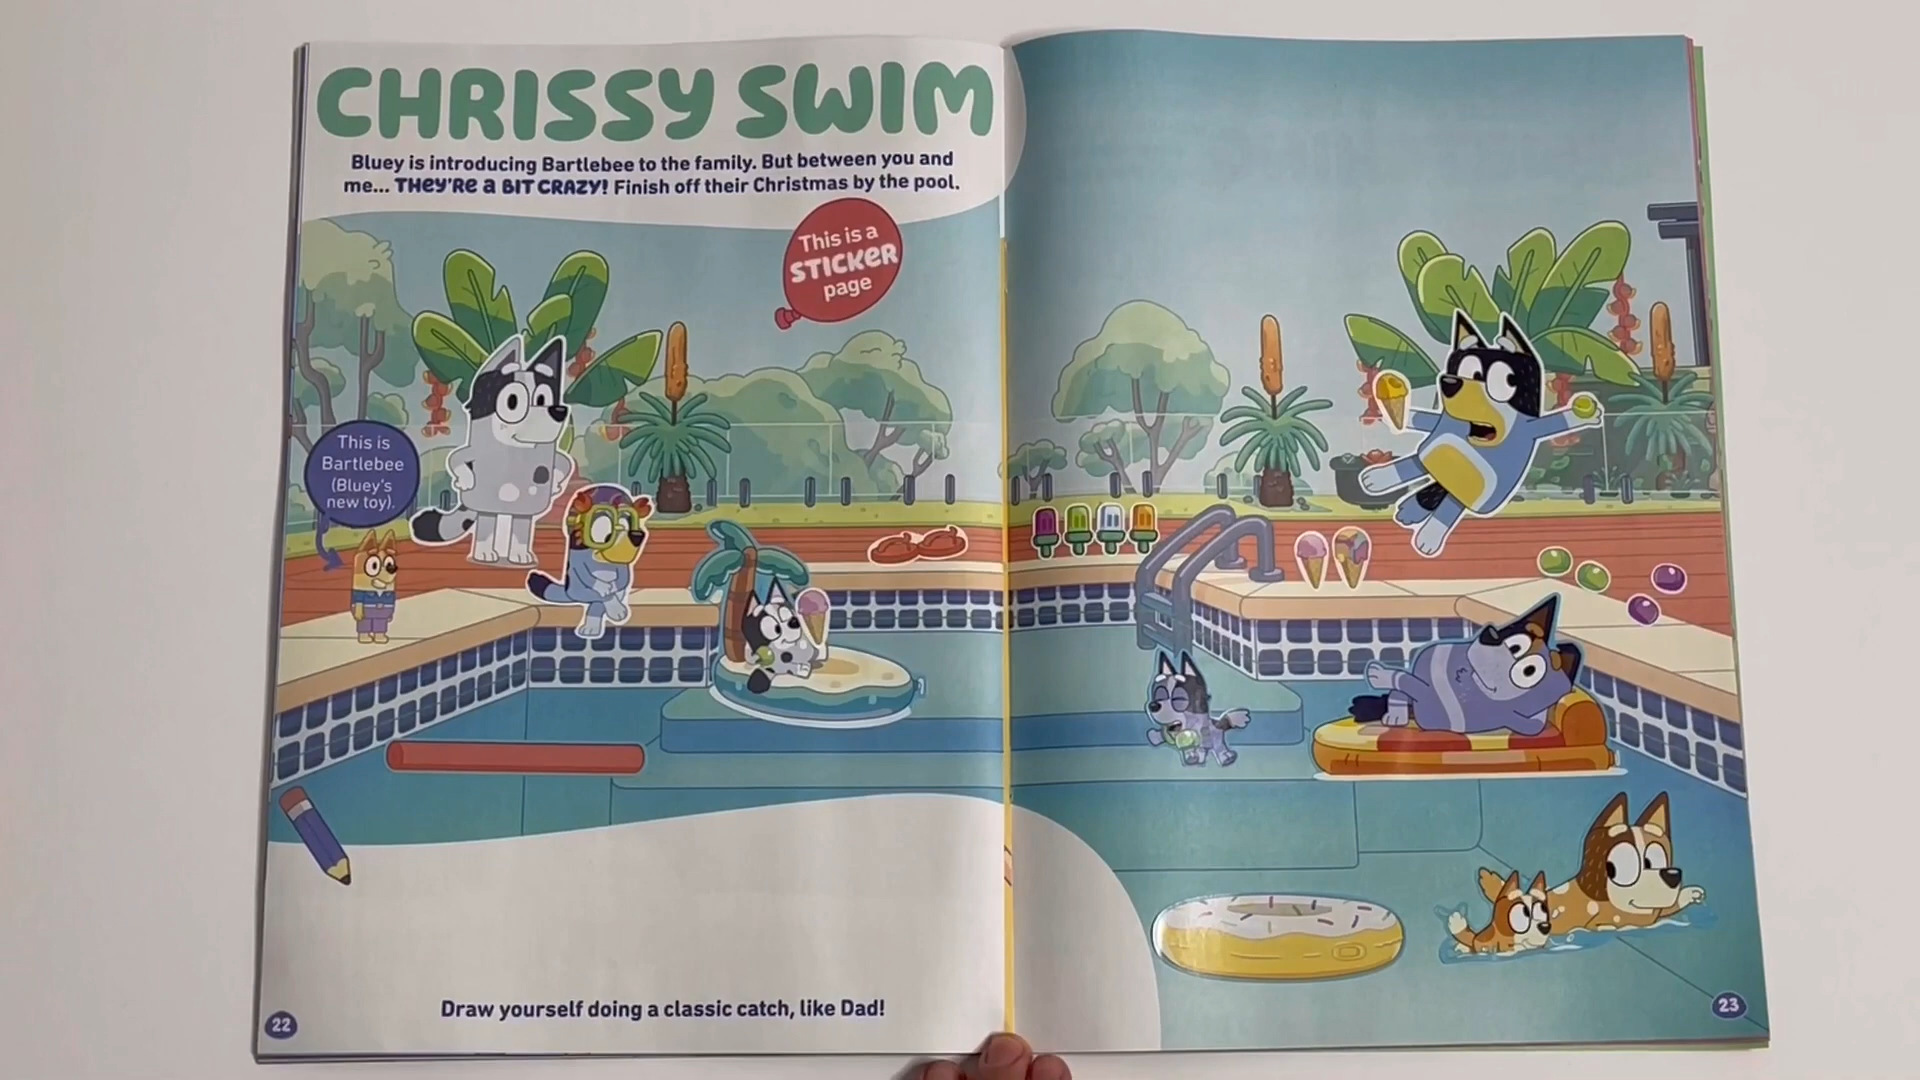 CHRISSY SWIM
Bluey is introducing Bartlebee to the family. But between you and
me... THEY'RE A BIT CRAZY! Finish off their Christmas by the pool.
This is a
STICKER
page
This is
Bartlebee
(Bluey's
new toy).
Draw yourself doing a classic catch, like Dad!
22
23